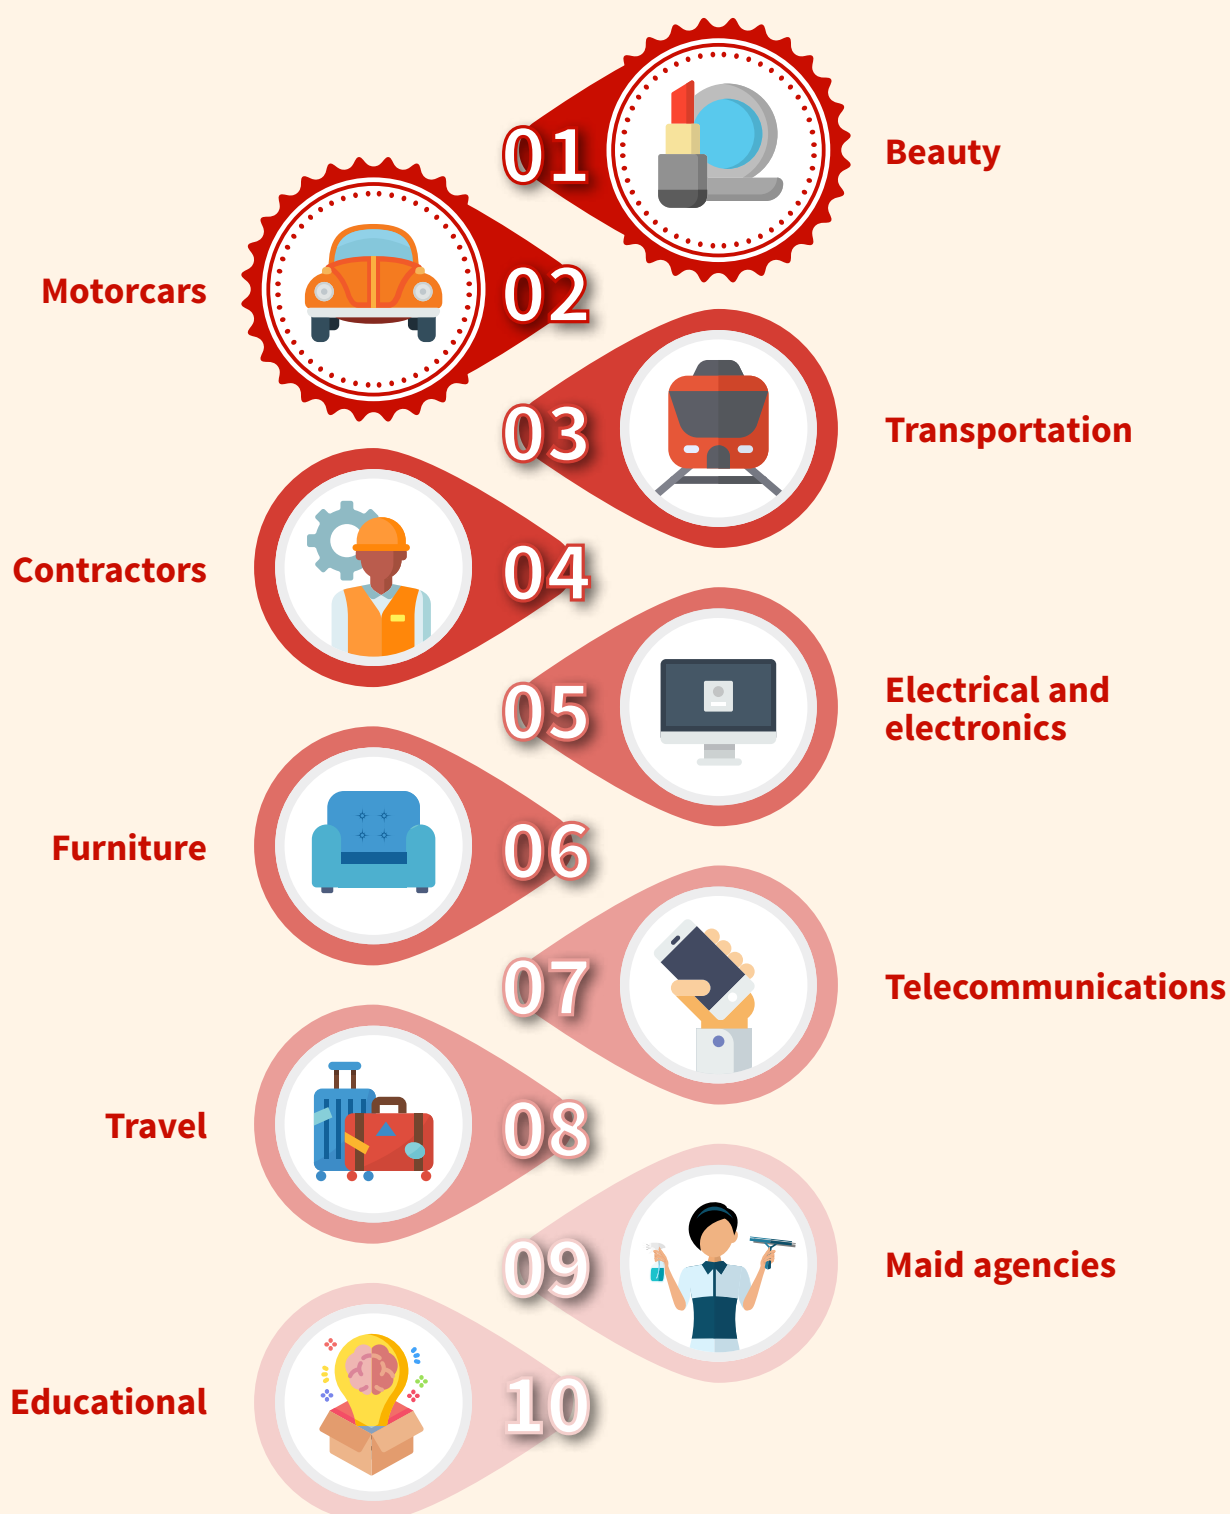 01
Beauty
Motorcars
02
03
Transportation
Contractors
04
05
Electrical and
electronics
Furniture
06
07
Telecommunications
Travel
08
09
Maid agencies
Educational
10